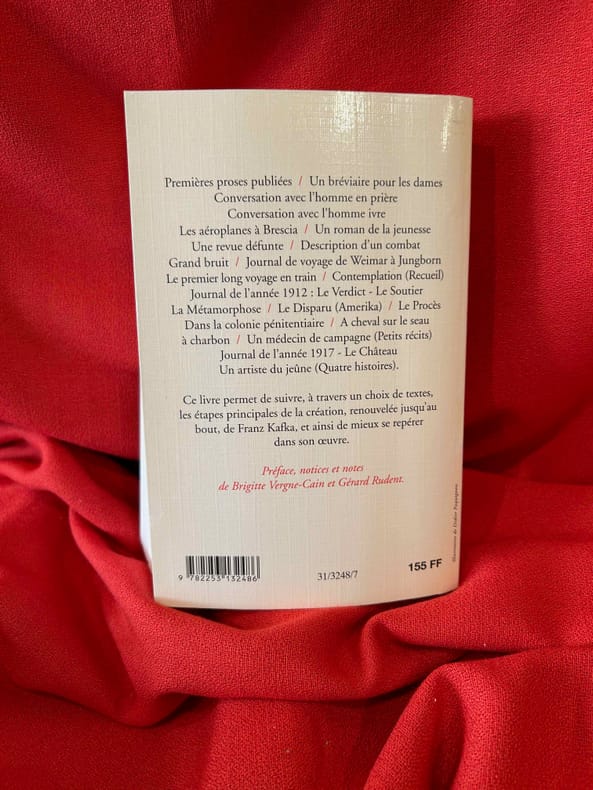 Premières proses publiées / Un bréviaire pour les dames
Conversation avec l'homme en prière
Conversation avec l'homme ivre
Les aéroplanes à Brescia / Un roman de la jeunesse
Une revue défunte / Description d'un combat
Grand bruit / Journal de voyage de Weimar à Jungborn
Le premier long voyage en train / Contemplation (Recueil)
Journal de l'année 1912 : Le Verdict - Le Soutier
La Métamorphose / Le Disparu (Amerika) / Le Procès
Dans la colonie pénitentiaire / A cheval sur le seau
à charbon / Un médecin de campagne (Petits récits)
Journal de l'année 1917 - Le Château
Un artiste du jeûne (Quatre histoires).
Ce livre permet de suivre, à travers un choix de textes,
les étapes principales de la création, renouvelée jusqu'au
bout, de Franz Kafka, et ainsi de mieux se repérer
dans son œuvre.
Préface, notices et notes
de Brigitte Vergne-Cain et Gérard Rudent.
9 782253 132486
31/3248/7
155 FF